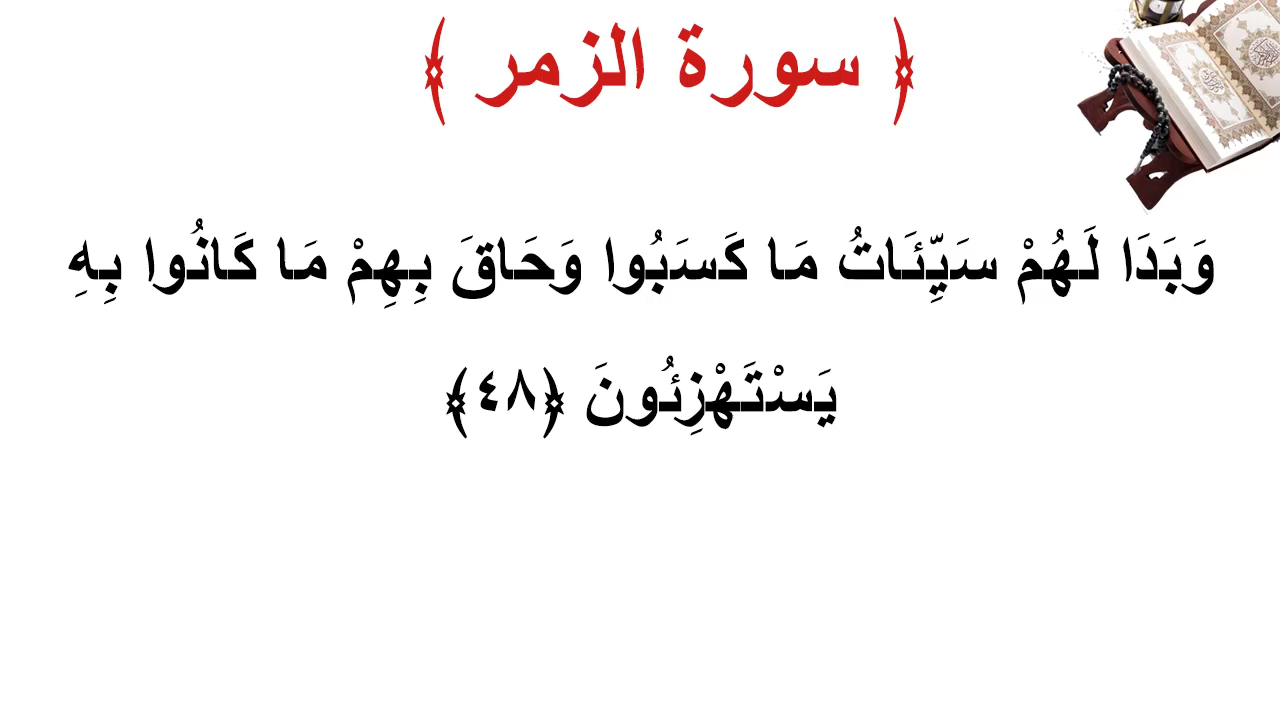 ﴿ سورة الزمر ﴾
وَبَدَا لَهُمْ سَيِّئَاتُ مَا كَسَبُوا وَحَاقَ بِهِمْ مَا كَانُوا بِهِ
يَسْتَهْزِئُونَ ﴿٤٨﴾